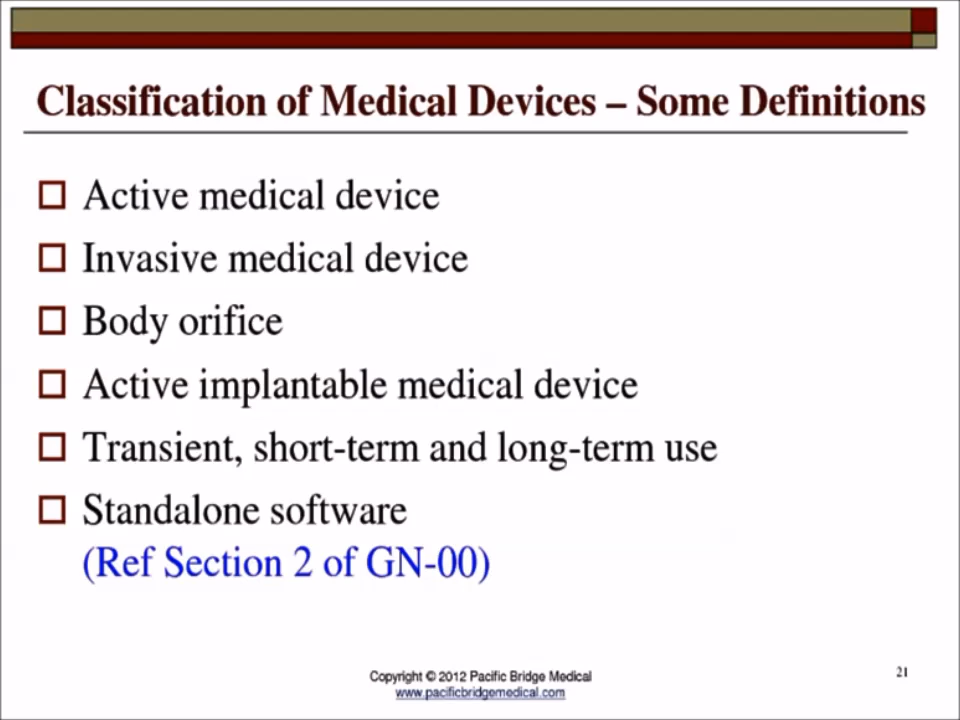 Classification of Medical Devices – Some Definitions
Active medical device
Invasive medical device
Body orifice
Active implantable medical device
Transient, short-term and long-term use
Standalone software
(Ref Section 2 of GN-00)
Copyright © 2012 Pacific Bridge Medical
www.pacificbridgemedical.com
21